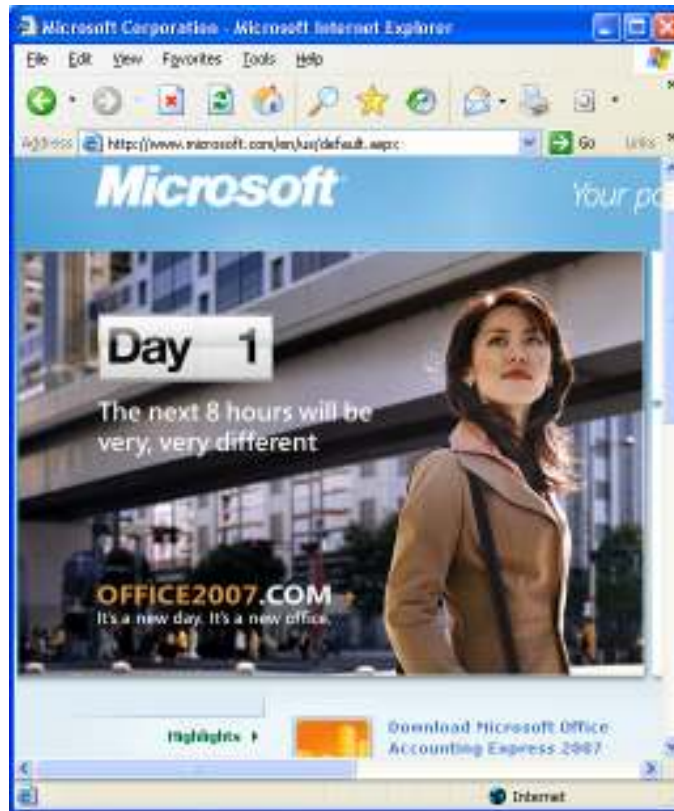 Microsoft Corporation - Microsoft Internet Explorer
File Edit View Favorites Tools Help
Address http://www.microsoft.com/en/us/default.aspx Go Links
Microsoft
Your po
Day 1
The next 8 hours will be
very, very different
OFFICE2007.COM
It's a new day. It's a new office.
Highlights
Download Microsoft Office
Accounting Express 2007
Internet